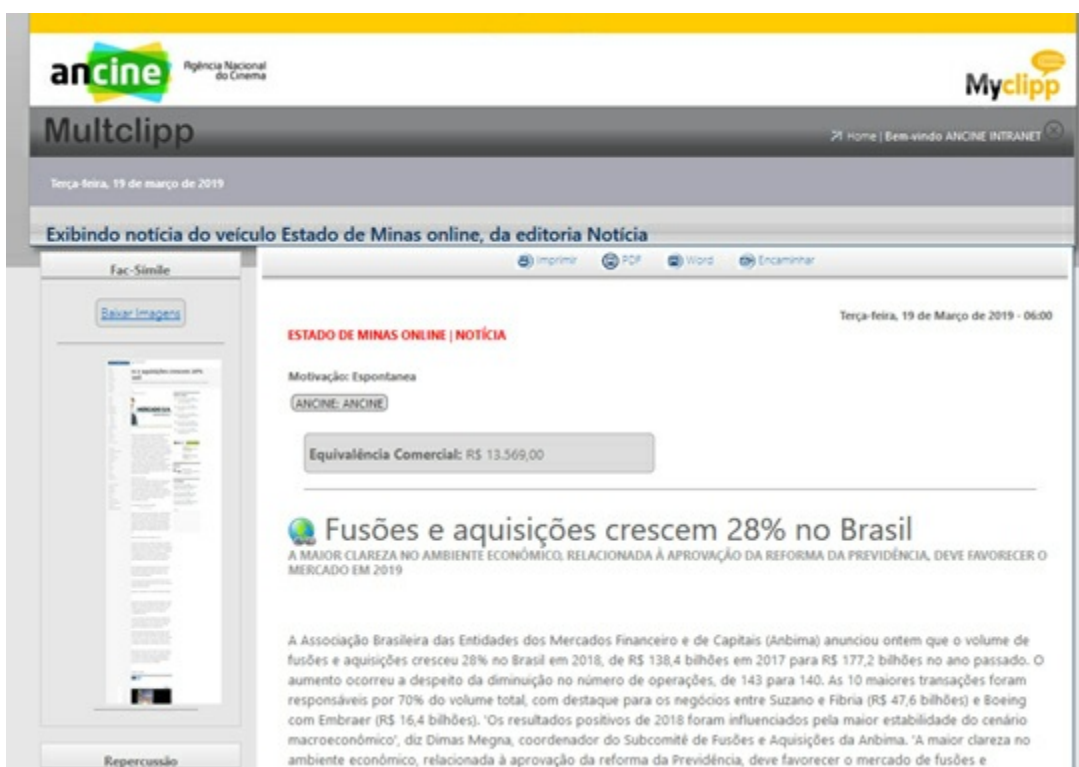 ancine
Agência Nacional
do Cinema
Myclipp
Multclipp
Home | Bem-vindo ANCINE INTRANET
Terça-feira, 19 de março de 2019
Exibindo notícia do veículo Estado de Minas online, da editoria Notícia
Fac-Simile
Imprimir PDF Word Encaminhar
Baixar Imagens
Terça-feira, 19 de Março de 2019 - 06:00
ESTADO DE MINAS ONLINE | NOTÍCIA
Motivação: Espontanea
ANCINE: ANCINE
Equivalência Comercial: R$ 13.569,00
Fusões e aquisições crescem 28% no Brasil
A MAIOR CLAREZA NO AMBIENTE ECONÔMICO, RELACIONADA À APROVAÇÃO DA REFORMA DA PREVIDÊNCIA, DEVE FAVORECER O
MERCADO EM 2019
A Associação Brasileira das Entidades dos Mercados Financeiro e de Capitais (Anbima) anunciou ontem que o volume de
fusões e aquisições cresceu 28% no Brasil em 2018, de R$ 138,4 bilhões em 2017 para R$ 177,2 bilhões no ano passado. O
aumento ocorreu a despeito da diminuição no número de operações, de 143 para 140. As 10 maiores transações foram
responsáveis por 70% do volume total, com destaque para os negócios entre Suzano e Fibria (R$ 47,6 bilhões) e Boeing
com Embraer (R$ 16,4 bilhões). 'Os resultados positivos de 2018 foram influenciados pela maior estabilidade do cenário
macroeconômico', diz Dimas Megna, coordenador do Subcomitê de Fusões e Aquisições da Anbima. 'A maior clareza no
ambiente econômico, relacionada à aprovação da reforma da Previdência, deve favorecer o mercado de fusões e
Repercussão